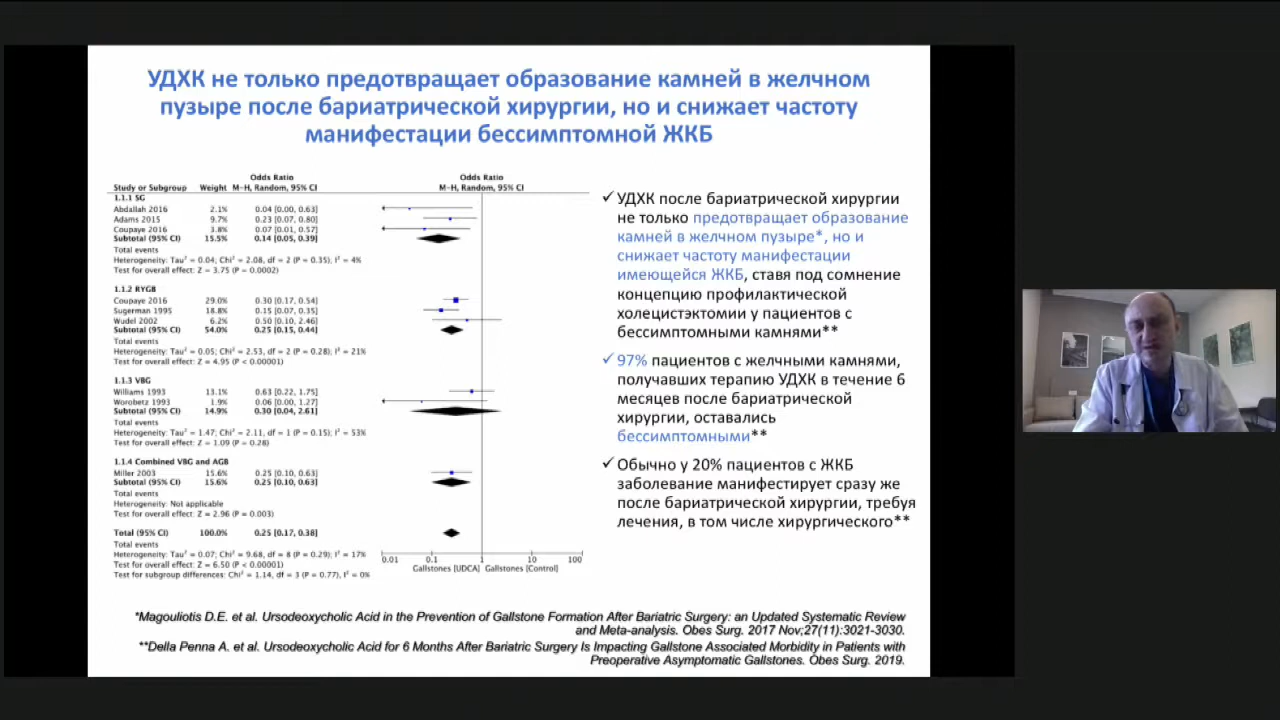 УДХК не только предотвращает образование камней в желчном
пузыре после бариатрической хирургии, но и снижает частоту
манифестации бессимптомной ЖКБ
Odds Ratio
Odds Ratio
Study or Subgroup Weight M-H, Random, 95% CI
M-H, Random, 95% CI
1.1.1 SG
Abdallah 2016 2.1% 0.04 [0.00, 0.63]
Adams 2015 9.7% 0.23 [0.07, 0.80]
Coupaye 2016 3.8% 0.07 [0.01, 0.57]
Subtotal (95% CI) 15.5% 0.14 [0.05, 0.39]
Total events
Heterogeneity: Tau² = 0.04; Chi² = 2.08, df = 2 (P = 0.35); I² = 4%
Test for overall effect: Z = 3.75 (P = 0.0002)
1.1.2 RYGB
Coupaye 2016 29.0% 0.30 [0.17, 0.54]
Sugerman 1995 18.8% 0.15 [0.07, 0.35]
Wudel 2002 6.2% 0.50 [0.10, 2.46]
Subtotal (95% CI) 54.0% 0.25 [0.15, 0.44]
Total events
Heterogeneity: Tau² = 0.05; Chi² = 2.53, df = 2 (P = 0.28); I² = 21%
Test for overall effect: Z = 4.95 (P < 0.00001)
1.1.3 VBG
Williams 1993 13.1% 0.63 [0.22, 1.75]
Worobetz 1993 1.9% 0.06 [0.00, 1.27]
Subtotal (95% CI) 14.9% 0.30 [0.04, 2.61]
Total events
Heterogeneity: Tau² = 1.47; Chi² = 2.11, df = 1 (P = 0.15); I² = 53%
Test for overall effect: Z = 1.09 (P = 0.28)
1.1.4 Combined VBG and AGB
Miller 2003 15.6% 0.25 [0.10, 0.63]
Subtotal (95% CI) 15.6% 0.25 [0.10, 0.63]
Total events
Heterogeneity: Not applicable
Test for overall effect: Z = 2.96 (P = 0.003)
Total (95% CI) 100.0% 0.25 [0.17, 0.38]
Total events
Heterogeneity: Tau² = 0.07; Chi² = 9.68, df = 8 (P = 0.29); I² = 17%
Test for overall effect: Z = 6.50 (P < 0.00001)
Test for subgroup differences: Chi² = 1.14, df = 3 (P = 0.77), I² = 0%
0.01 0.1 1 10 100
Gallstones [UDCA] Gallstones [Control]
✓ УДХК после бариатрической хирургии
не только предотвращает образование
камней в желчном пузыре*, но и
снижает частоту манифестации
имеющейся ЖКБ, ставя под сомнение
концепцию профилактической
холецистэктомии у пациентов с
бессимптомными камнями**
✓ 97% пациентов с желчными камнями,
получавших терапию УДХК в течение 6
месяцев после бариатрической
хирургии, оставались
бессимптомными**
✓ Обычно у 20% пациентов с ЖКБ
заболевание манифестирует сразу же
после бариатрической хирургии, требуя
лечения, в том числе хирургического**
*Magouliotis D.E. et al. Ursodeoxycholic Acid in the Prevention of Gallstone Formation After Bariatric Surgery: an Updated Systematic Review
and Meta-analysis. Obes Surg. 2017 Nov;27(11):3021-3030.
**Della Penna A. et al. Ursodeoxycholic Acid for 6 Months After Bariatric Surgery Is Impacting Gallstone Associated Morbidity in Patients with
Preoperative Asymptomatic Gallstones. Obes Surg. 2019.